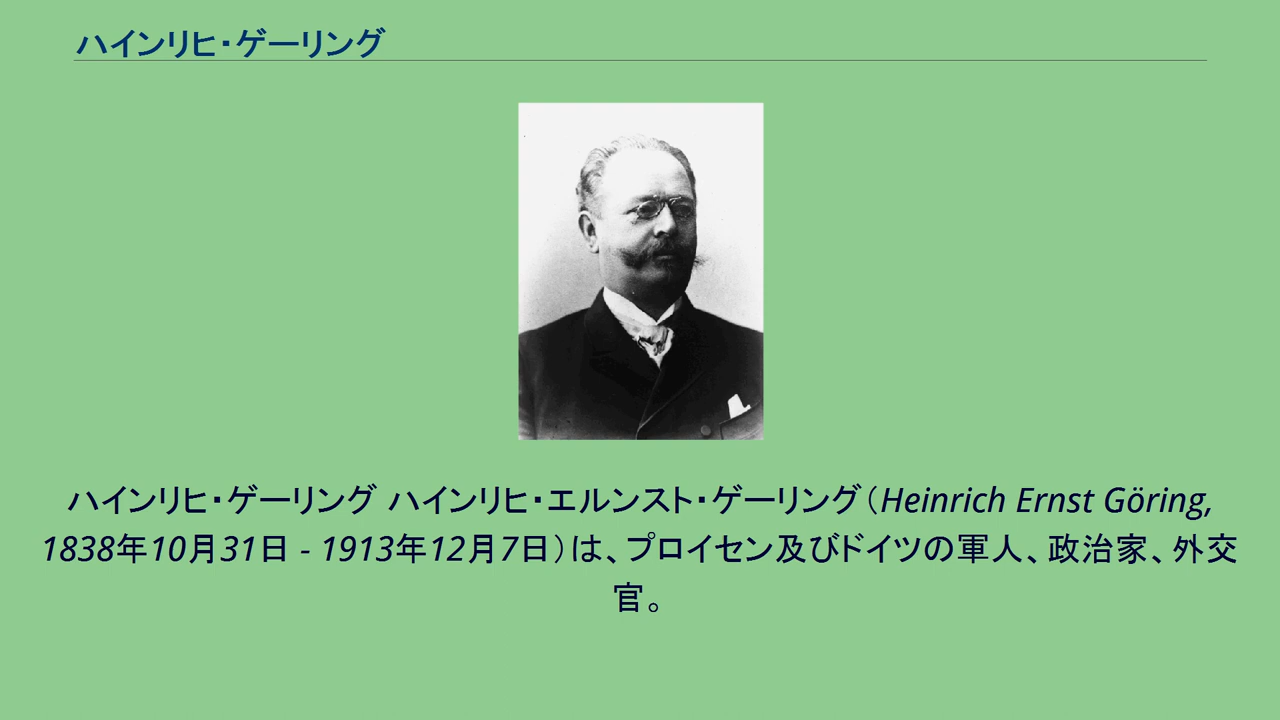 ハインリヒ・ゲーリング
ハインリヒ・ゲーリング ハインリヒ・エルンスト・ゲーリング（Heinrich Ernst Göring,
1838年10月31日 - 1913年12月7日）は、プロイセン及びドイツの軍人、政治家、外交
官。